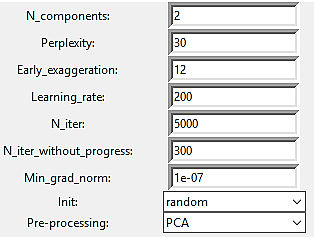 N_components: 2
Perplexity: 30
Early_exaggeration: 12
Learning_rate: 200
N_iter: 5000
N_iter_without_progress: 300
Min_grad_norm: 1e-07
Init: random
Pre-processing: PCA